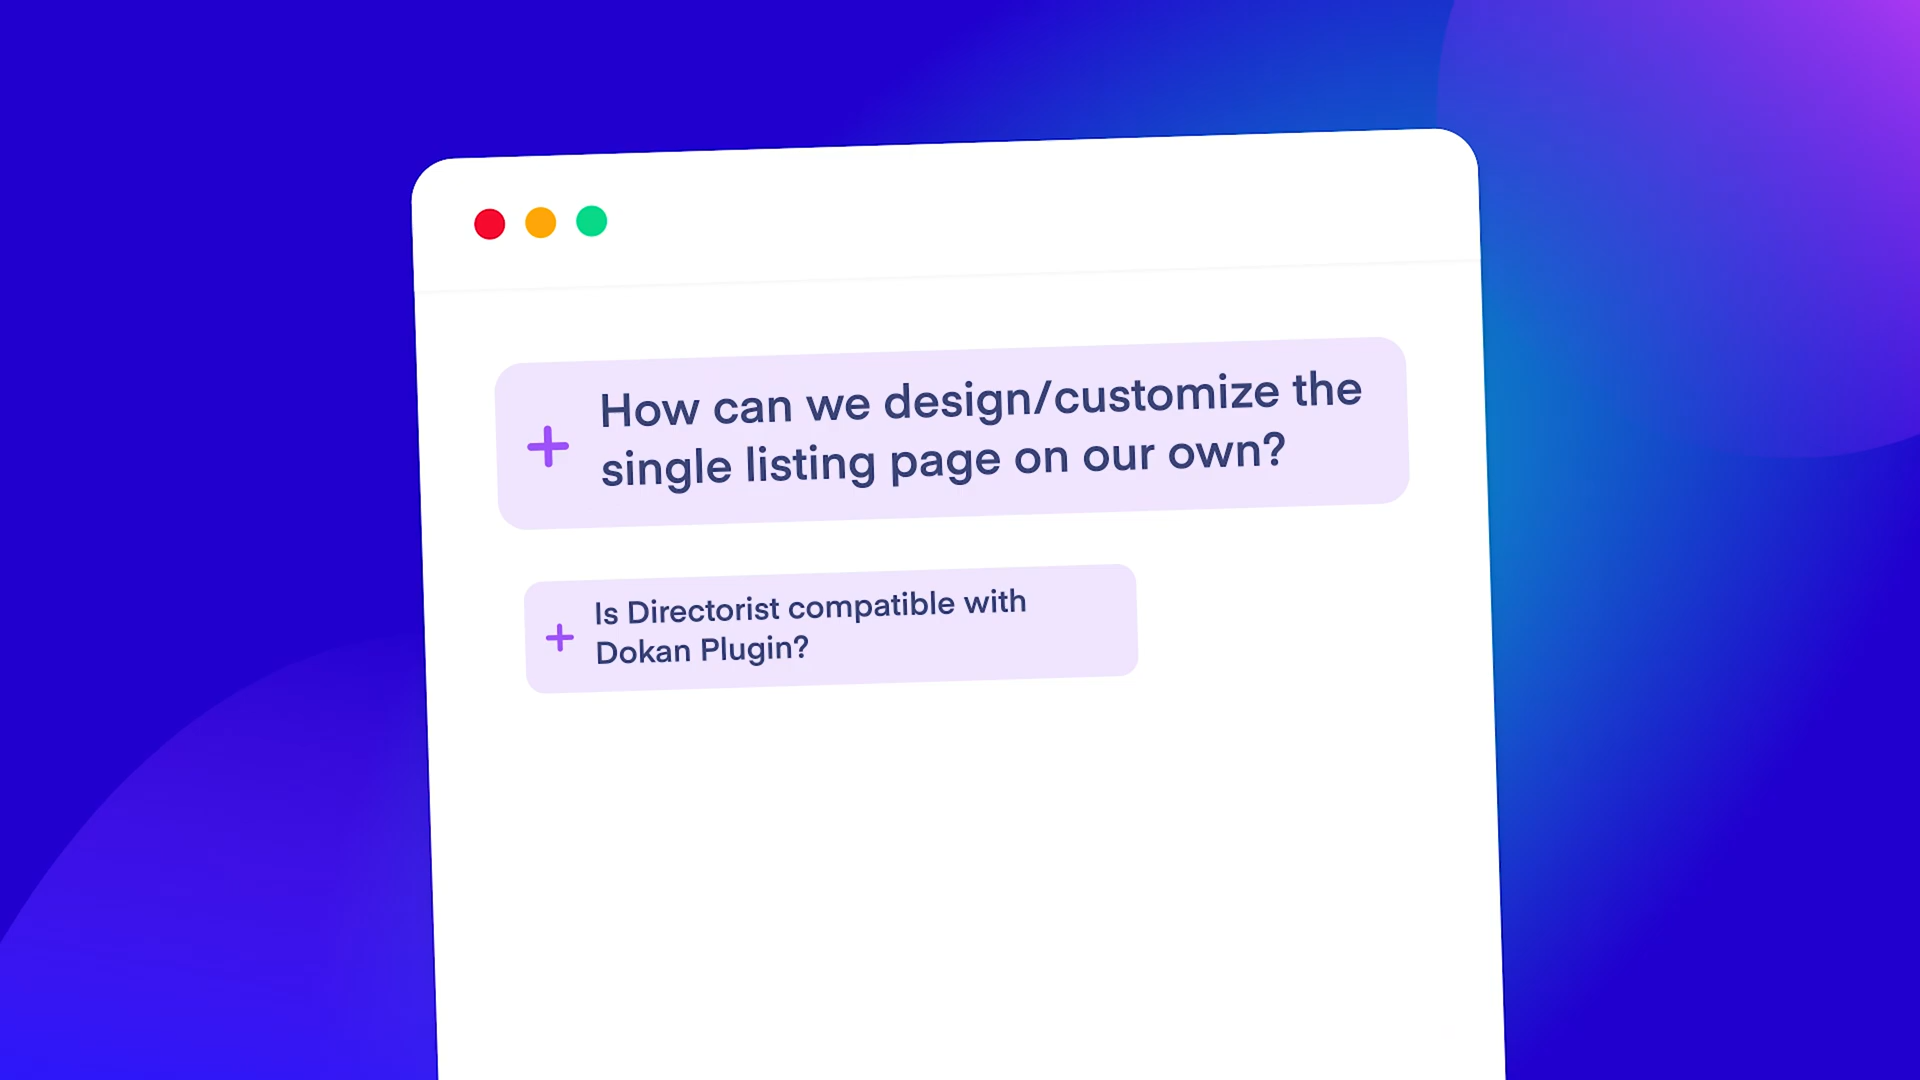 How can we design/customize the
single listing page on our own?
Is Directorist compatible with
Dokan Plugin?